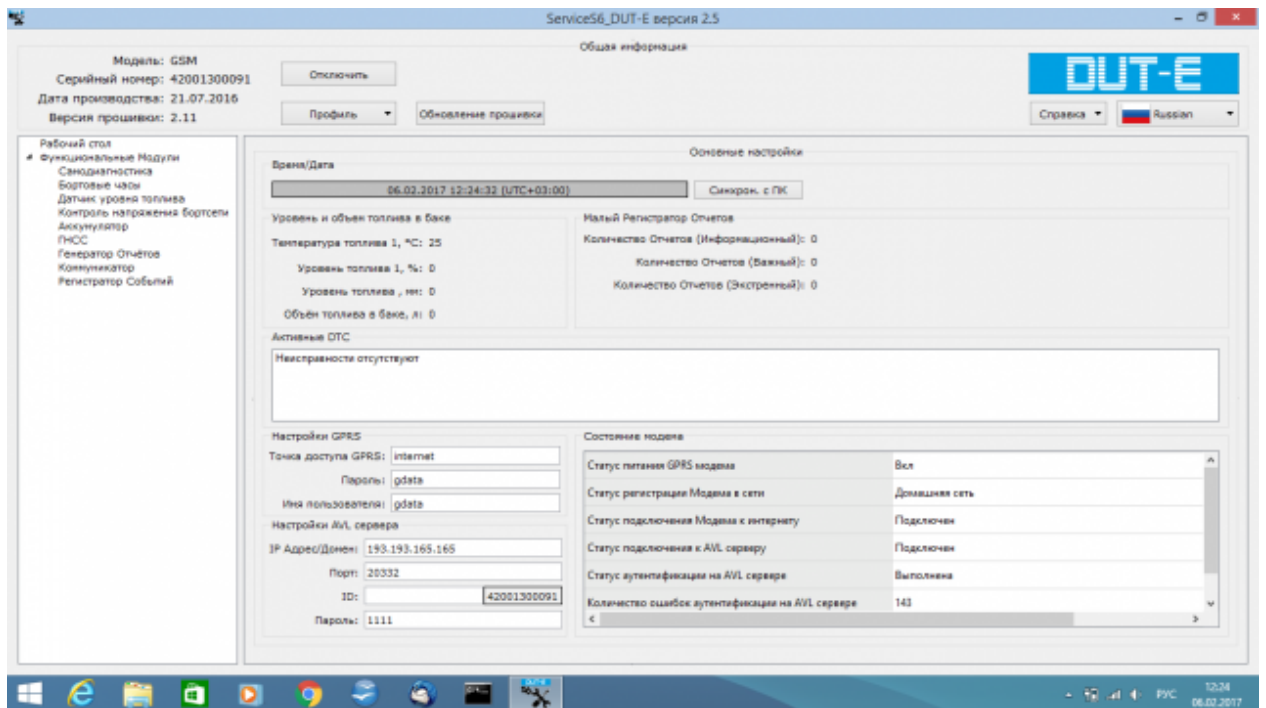 ServiceS6_DUT-E версия 2.5
Общая информация
Модель: GSM
Серийный номер: 42001300091
Дата производства: 21.07.2016
Версия прошивки: 2.11
Отключить
Профиль
Обновление прошивки
DUT-E
Справка
Russian
Рабочий стол
Функциональные Модули
Самодиагностика
Бортовые часы
Датчик уровня топлива
Контроль напряжения бортсети
Аккумулятор
ГНСС
Генератор Отчётов
Коммуникатор
Регистратор Событий
Основные настройки
Время/Дата
06.02.2017 12:24:32 (UTC+03:00)
Синхрон. с ПК
Уровень и объем топлива в баке
Температура топлива 1, °C: 25
Уровень топлива 1, %: 0
Уровень топлива , мм: 0
Объём топлива в баке, л: 0
Малый Регистратор Отчетов
Количество Отчетов (Информационный): 0
Количество Отчетов (Важный): 0
Количество Отчетов (Экстренный): 0
Активные DTC
Неисправности отсутствуют
Настройки GPRS
Точка доступа GPRS: internet
Пароль: gdata
Имя пользователя: gdata
Настройки AVL сервера
IP Адрес/Домен: 193.193.165.165
Порт: 20332
ID: 42001300091
Пароль: 1111
Состояние модема
Статус питания GPRS модема Вкл
Статус регистрации Модема в сети Домашняя сеть
Статус подключения Модема к интернету Подключен
Статус подключения к AVL серверу Подключен
Статус аутентификации на AVL сервере Выполнена
Количество ошибок аутентификации на AVL сервере 143
РУС
12:24
06.02.2017